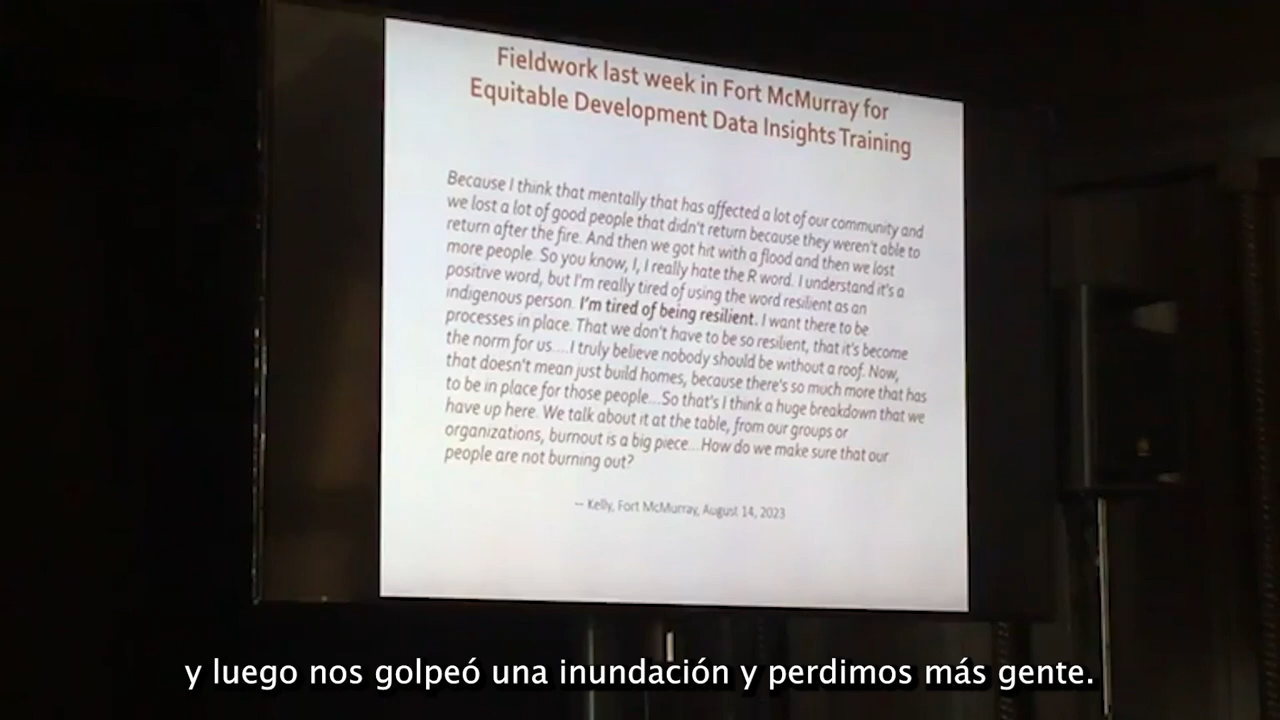 Fieldwork last week in Fort McMurray for
Equitable Development Data Insights Training
Because I think that mentally that has affected a lot of our community and
we lost a lot of good people that didn't return because they weren't able to
return after the fire. And then we got hit with a flood and then we lost
more people. So you know, I, I really hate the R word. I understand it's a
positive word, but I'm really tired of using the word resilient as an
indigenous person. I'm tired of being resilient. I want there to be
processes in place. That we don't have to be so resilient, that it's become
the norm for us....I truly believe nobody should be without a roof. Now,
that doesn't mean just build homes, because there's so much more that has
to be in place for those people...So that's I think a huge breakdown that we
have up here. We talk about it at the table, from our groups or
organizations, burnout is a big piece...How do we make sure that our
people are not burning out?
-- Kelly, Fort McMurray, August 14, 2023
y luego nos golpeó una inundación y perdimos más gente.